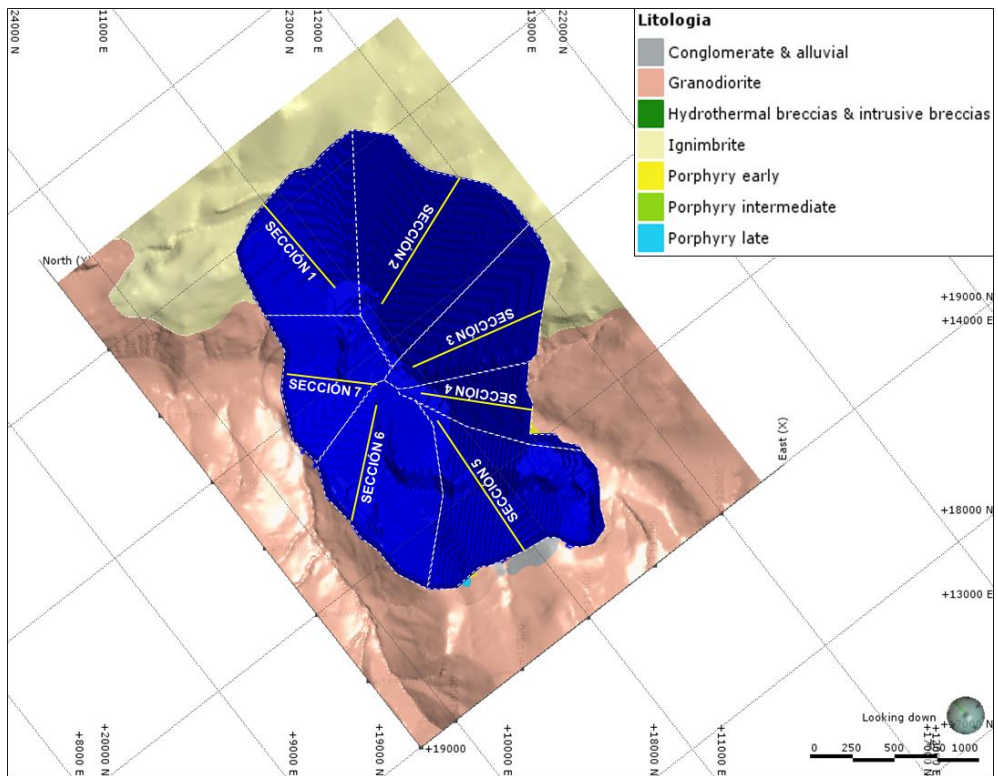 24000 N
11000 E
23000 N
12000 E
13000 E
22000 N
Litologia
Conglomerate & alluvial
Granodiorite
Hydrothermal breccias & intrusive breccias
Ignimbrite
Porphyry early
Porphyry intermediate
Porphyry late
North (Y)
SECCIÓN 1
SECCIÓN 2
SECCIÓN 3
SECCIÓN 4
SECCIÓN 5
SECCIÓN 6
SECCIÓN 7
+19000 N
+14000 E
East (X)
+18000 N
+13000 E
Looking down
0 250 500 750 1000
+8000 E
+20000 N
+9000 E
+19000 N
+19000
+10000 E
+18000 N
+11000 E